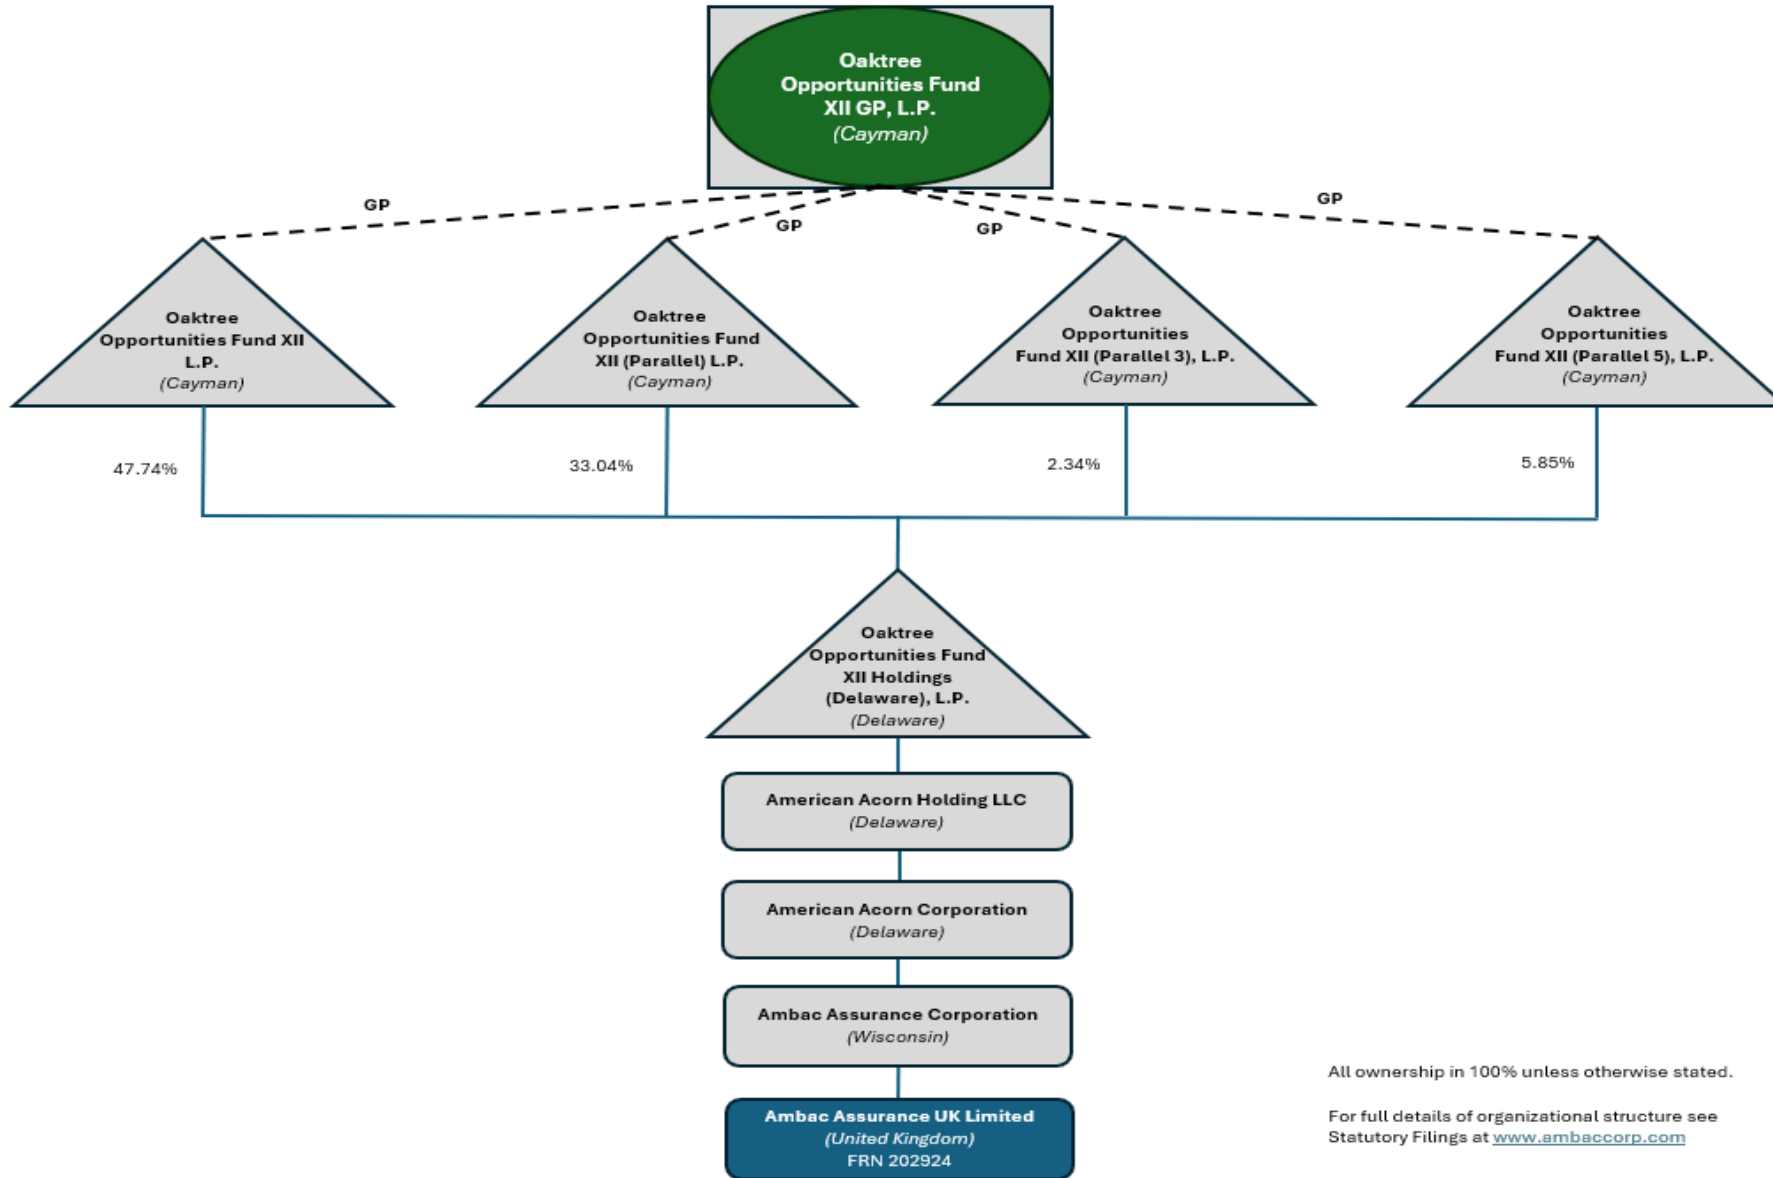 Oaktree
Opportunities Fund
XII GP, L.P.
(Cayman)
GP
GP
GP
GP
Oaktree
Opportunities Fund XII
L.P.
(Cayman)
Oaktree
Opportunities Fund
XII (Parallel) L.P.
(Cayman)
Oaktree
Opportunities
Fund XII (Parallel 3), L.P.
(Cayman)
Oaktree
Opportunities
Fund XII (Parallel 5), L.P.
(Cayman)
47.74%
33.04%
2.34%
5.85%
Oaktree
Opportunities Fund
XII Holdings
(Delaware), L.P.
(Delaware)
American Acorn Holding LLC
(Delaware)
American Acorn Corporation
(Delaware)
Ambac Assurance Corporation
(Wisconsin)
Ambac Assurance UK Limited
(United Kingdom)
FRN 202924
All ownership in 100% unless otherwise stated.
For full details of organizational structure see
Statutory Filings at www.ambaccorp.com